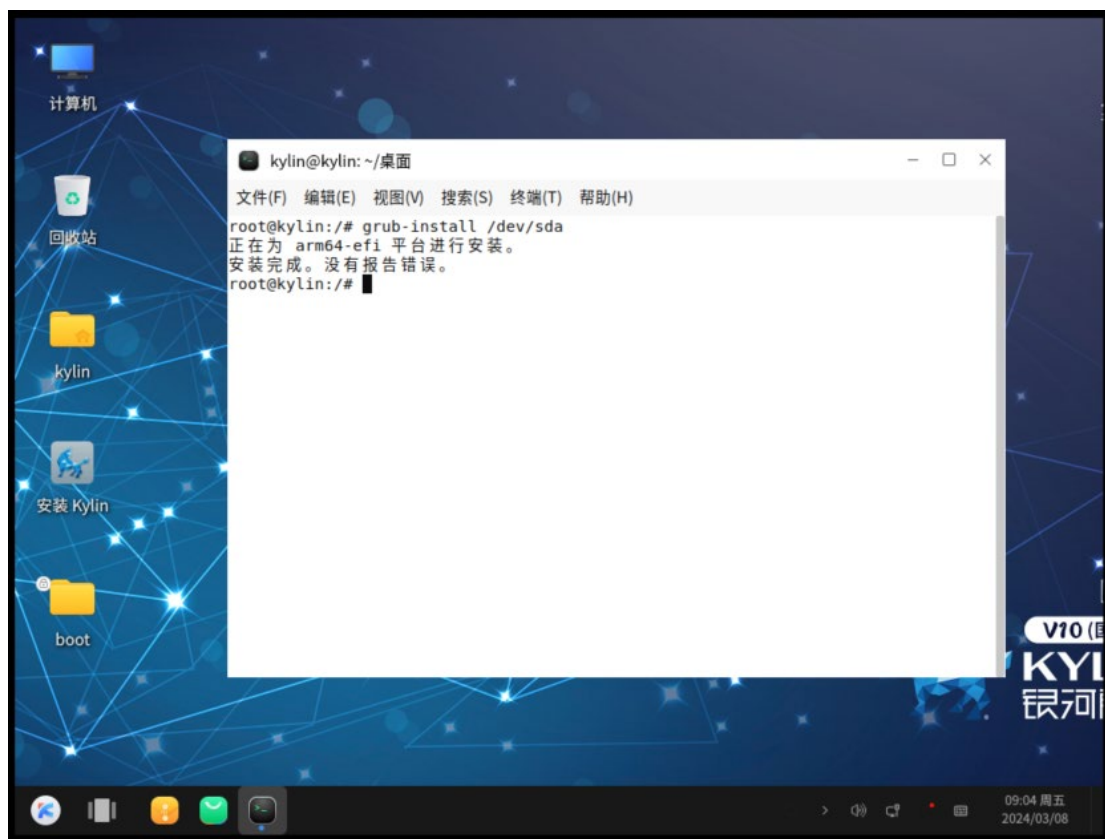 计算机
回收站
kylin
安装 Kylin
boot
kylin@kylin: ~/桌面
文件(F) 编辑(E) 视图(V) 搜索(S) 终端(T) 帮助(H)
root@kylin:/# grub-install /dev/sda
正在为 arm64-efi 平台进行安装。
安装完成。没有报告错误。
root@kylin:/#
V10
银河
09:04 周五
2024/03/08